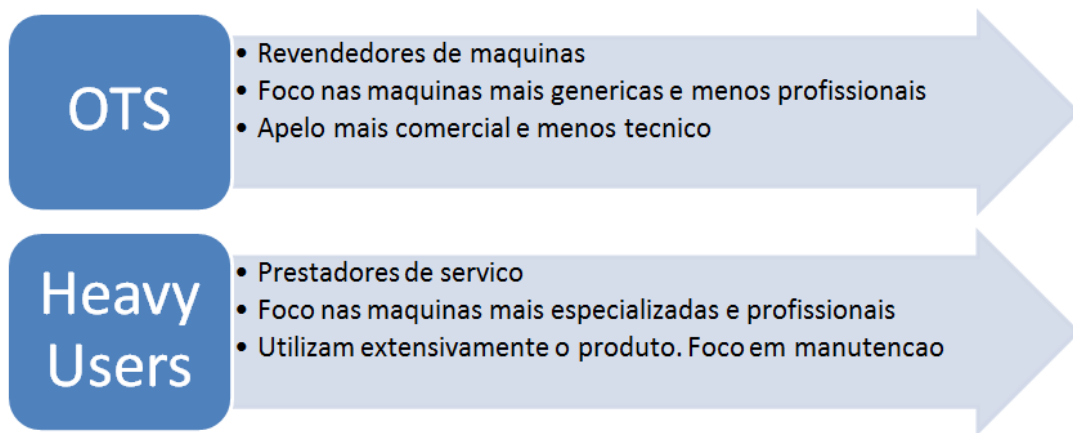 OTS
• Revendedores de maquinas
• Foco nas maquinas mais genericas e menos profissionais
• Apelo mais comercial e menos tecnico
Heavy
Users
• Prestadores de servico
• Foco nas maquinas mais especializadas e profissionais
• Utilizam extensivamente o produto. Foco em manutencao